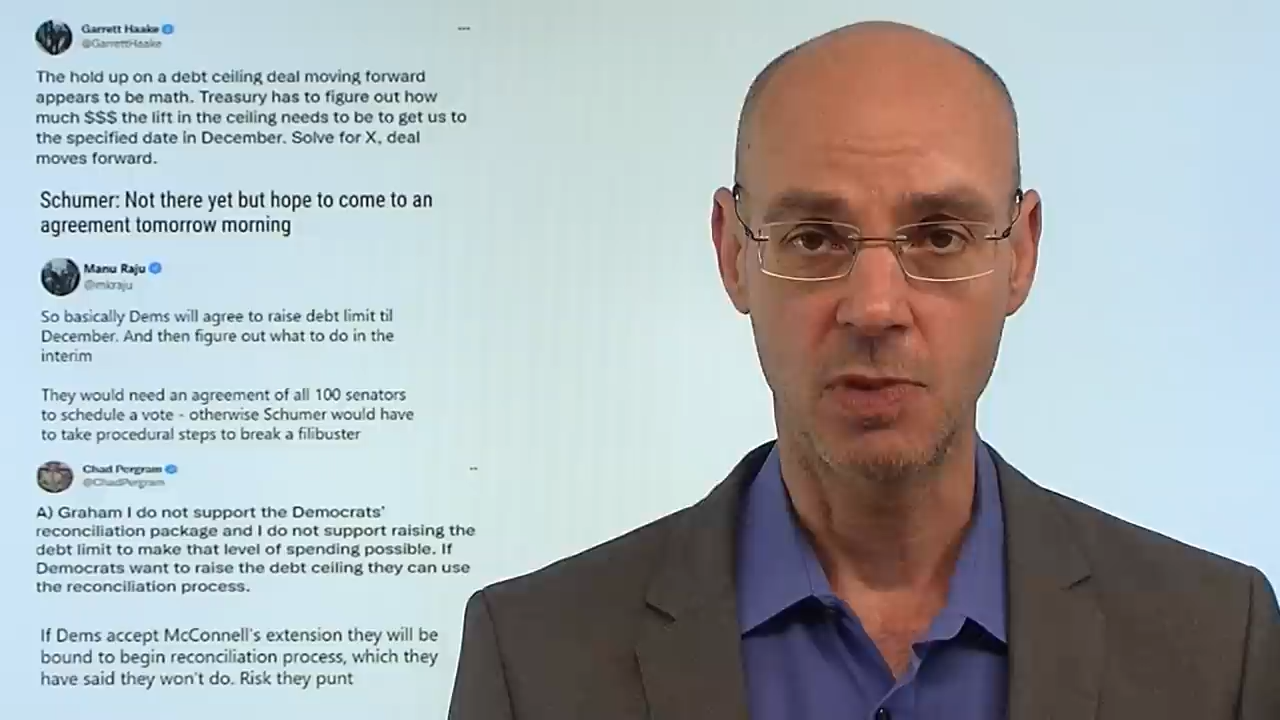 Garrett Haake
@GarrettHaake
The hold up on a debt ceiling deal moving forward
appears to be math. Treasury has to figure out how
much $$$ the lift in the ceiling needs to be to get us to
the specified date in December. Solve for X, deal
moves forward.
Schumer: Not there yet but hope to come to an
agreement tomorrow morning
Manu Raju
@mkraju
So basically Dems will agree to raise debt limit til
December. And then figure out what to do in the
interim
They would need an agreement of all 100 senators
to schedule a vote - otherwise Schumer would have
to take procedural steps to break a filibuster
Chad Pergram
@ChadPergram
A) Graham I do not support the Democrats'
reconciliation package and I do not support raising the
debt limit to make that level of spending possible. If
Democrats want to raise the debt ceiling they can use
the reconciliation process.
If Dems accept McConnell's extension they will be
bound to begin reconciliation process, which they
have said they won't do. Risk they punt